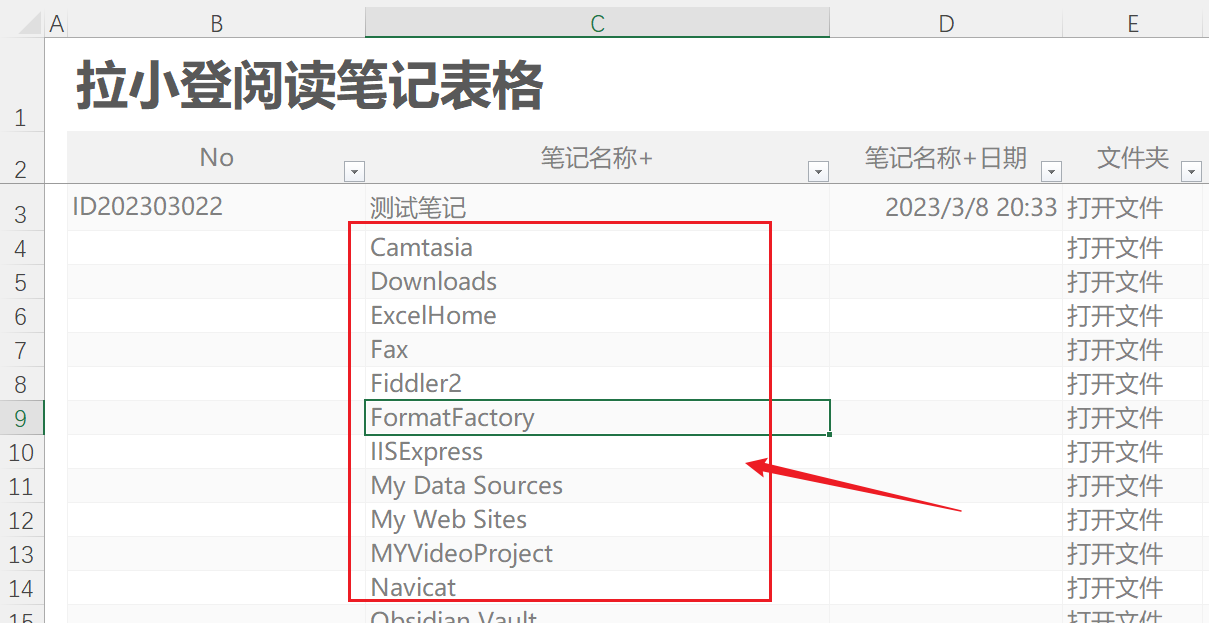 A B C D E
1 拉小登阅读笔记表格
2 No 笔记名称+ 笔记名称+日期 文件夹
3 ID202303022 测试笔记 2023/3/8 20:33 打开文件
4 Camtasia 打开文件
5 Downloads 打开文件
6 ExcelHome 打开文件
7 Fax 打开文件
8 Fiddler2 打开文件
9 FormatFactory 打开文件
10 IISExpress 打开文件
11 My Data Sources 打开文件
12 My Web Sites 打开文件
13 MYVideoProject 打开文件
14 Navicat 打开文件
15 Obsidian Vault 打开文件